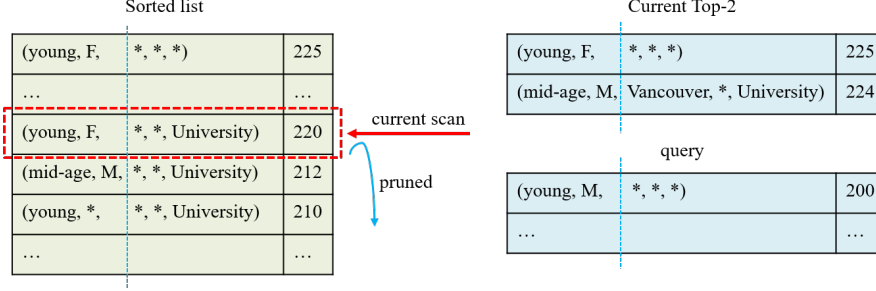 Sorted list
(young, F, *, *, *) 225
... ...
(young, F, *, *, University) 220
(mid-age, M, *, *, University) 212
(young, *, *, *, University) 210
... ...
current scan
pruned
Current Top-2
(young, F, *, *, *) 225
(mid-age, M, Vancouver, *, University) 224
query
(young, M, *, *, *) 200
... ...